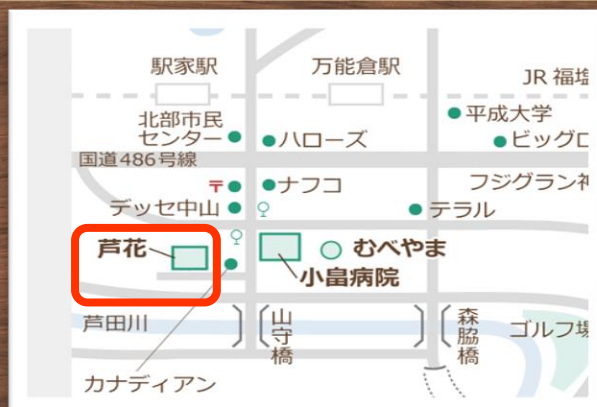 駅家駅
万能倉駅
JR 福塩
北部市民
センター
ハローズ
平成大学
ビッグロ
国道486号線
〒
ナフコ
フジグラン神
デッセ中山
テラル
芦花
むべやま
小畠病院
芦田川
山守橋
森脇橋
ゴルフ場
カナディアン